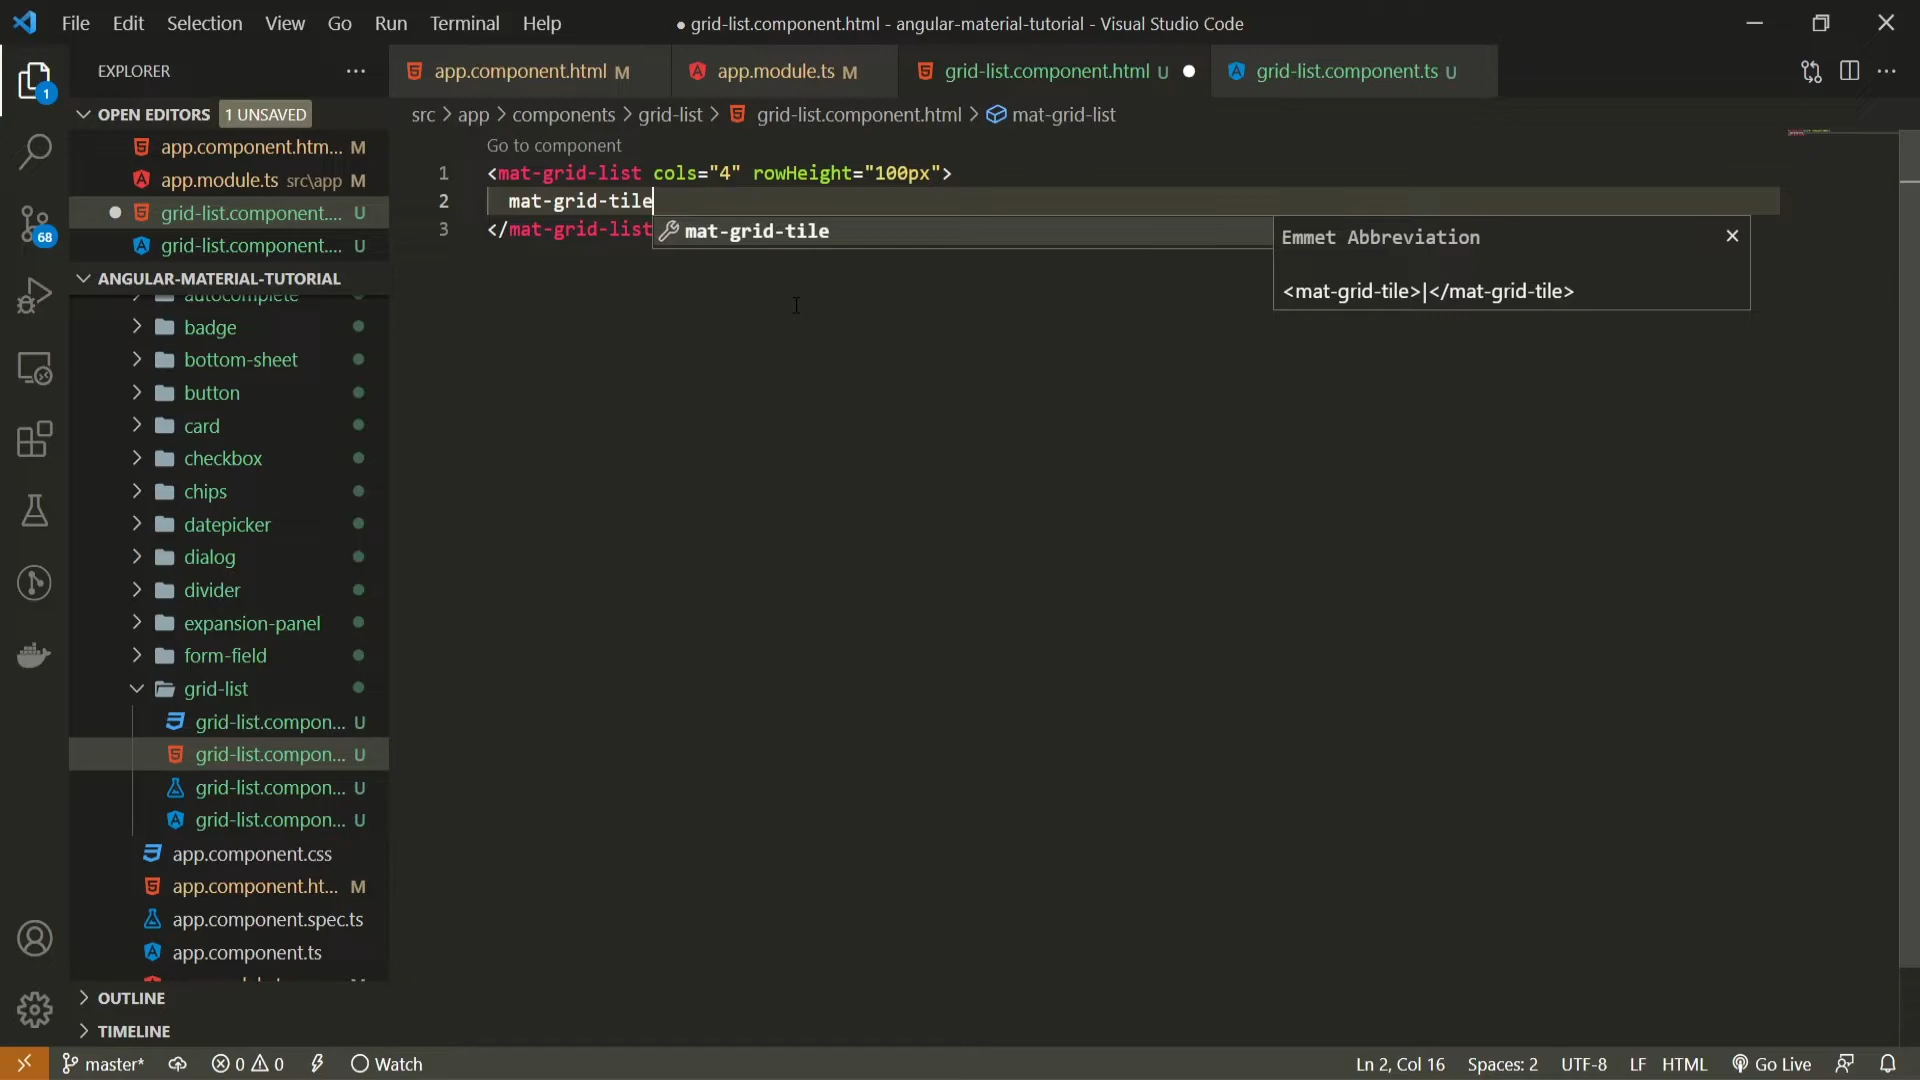 File Edit Selection View Go Run Terminal Help
● grid-list.component.html - angular-material-tutorial - Visual Studio Code
EXPLORER
1
68
OPEN EDITORS 1 UNSAVED
app.component.htm... M
app.module.ts src\app M
grid-list.component.... U
grid-list.component.... U
ANGULAR-MATERIAL-TUTORIAL
autocomplete
badge
bottom-sheet
button
card
checkbox
chips
datepicker
dialog
divider
expansion-panel
form-field
grid-list
grid-list.compon... U
grid-list.compon... U
grid-list.compon... U
grid-list.compon... U
app.component.css
app.component.ht... M
app.component.spec.ts
app.component.ts
OUTLINE
TIMELINE
app.component.html M
app.module.ts M
grid-list.component.html U
grid-list.component.ts U
src > app > components > grid-list > grid-list.component.html > mat-grid-list
Go to component
1 <mat-grid-list cols="4" rowHeight="100px">
2 mat-grid-tile
3 </mat-grid-list
mat-grid-tile
Emmet Abbreviation
<mat-grid-tile>|</mat-grid-tile>
master* 0 0 Watch
Ln 2, Col 16 Spaces: 2 UTF-8 LF HTML Go Live